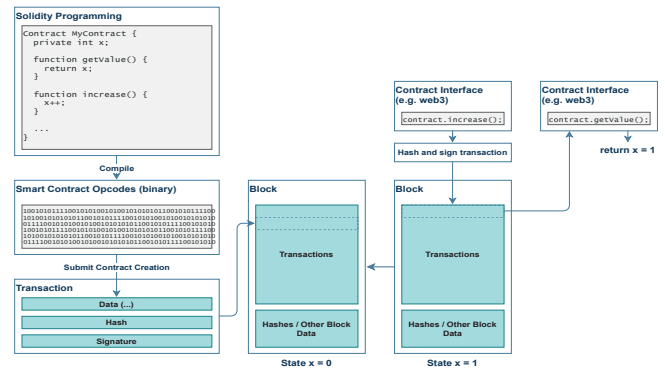 Solidity Programming
Contract MyContract {
private int x;
function getValue() {
return x;
}
function increase() {
x++;
}
...
}
Compile
Smart Contract Opcodes (binary)
Submit Contract Creation
Transaction
Data (...)
Hash
Signature
Block
Transactions
Hashes / Other Block
Data
State x = 0
Contract Interface
(e.g. web3)
contract.increase();
Hash and sign transaction
Block
Transactions
Hashes / Other Block
Data
State x = 1
Contract Interface
(e.g. web3)
contract.getValue();
return x = 1